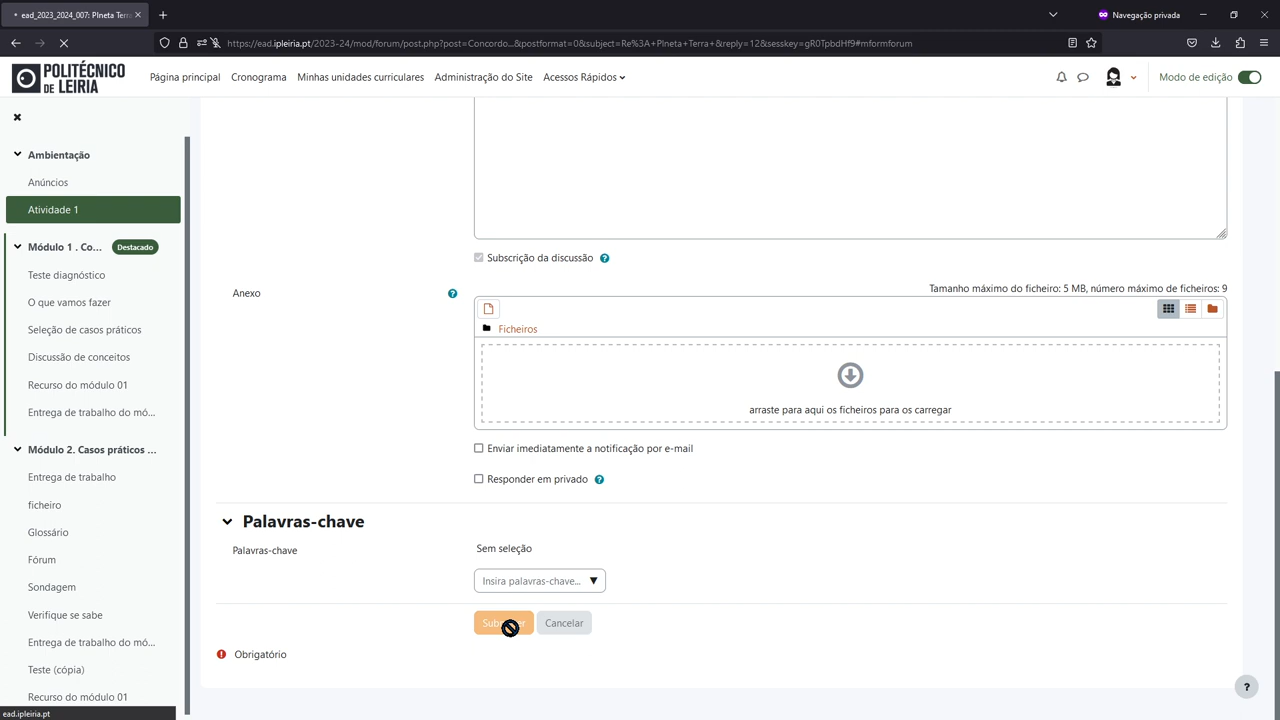 ead_2023_2024_007: Plneta Terr
Navegação privada
https://ead.ipleiria.pt/2023-24/mod/forum/post.php?post=Concordo...&postformat=0&subject=Re%3A+Plneta+Terra+&reply=12&sesskey=gR0TpbdHf9#mformforum
POLITÉCNICO
DE LEIRIA
Página principal
Cronograma
Minhas unidades curriculares
Administração do Site
Acessos Rápidos
Modo de edição
Ambientação
Anúncios
Atividade 1
Módulo 1 . Co...
Destacado
Teste diagnóstico
O que vamos fazer
Seleção de casos práticos
Discussão de conceitos
Recurso do módulo 01
Entrega de trabalho do mó...
Módulo 2. Casos práticos ...
Entrega de trabalho
ficheiro
Glossário
Fórum
Sondagem
Verifique se sabe
Entrega de trabalho do mó...
Teste (cópia)
Recurso do módulo 01
ead.ipleiria.pt
Subscrição da discussão
Anexo
Tamanho máximo do ficheiro: 5 MB, número máximo de ficheiros: 9
Ficheiros
arraste para aqui os ficheiros para os carregar
Enviar imediatamente a notificação por e-mail
Responder em privado
Palavras-chave
Palavras-chave
Sem seleção
Insira palavras-chave...
Cancelar
Obrigatório